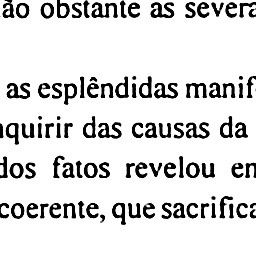 ão obstante as severa
as esplêndidas manif
nquirir das causas da
dos fatos revelou en
coerente, que sacrifica